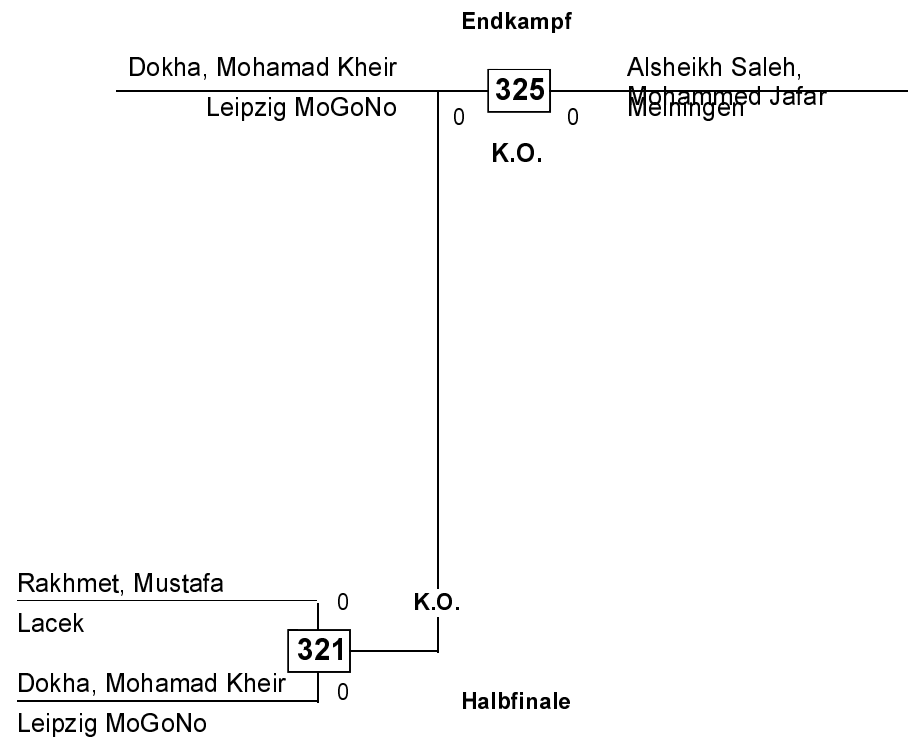 Endkampf
Dokha, Mohamad Kheir
325
Alsheikh Saleh,
Mohammed Jafar
Leipzig MoGoNo
0
0
Meiningen
K.O.
Rakhmet, Mustafa
0
K.O.
Lacek
321
Dokha, Mohamad Kheir
0
Halbfinale
Leipzig MoGoNo